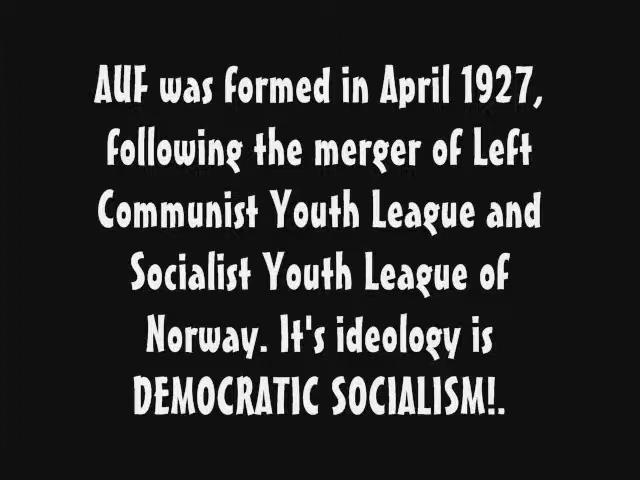 AUF was formed in April 1927,
following the merger of Left
Communist Youth League and
Socialist Youth League of
Norway. It's ideology is
DEMOCRATIC SOCIALISM!.